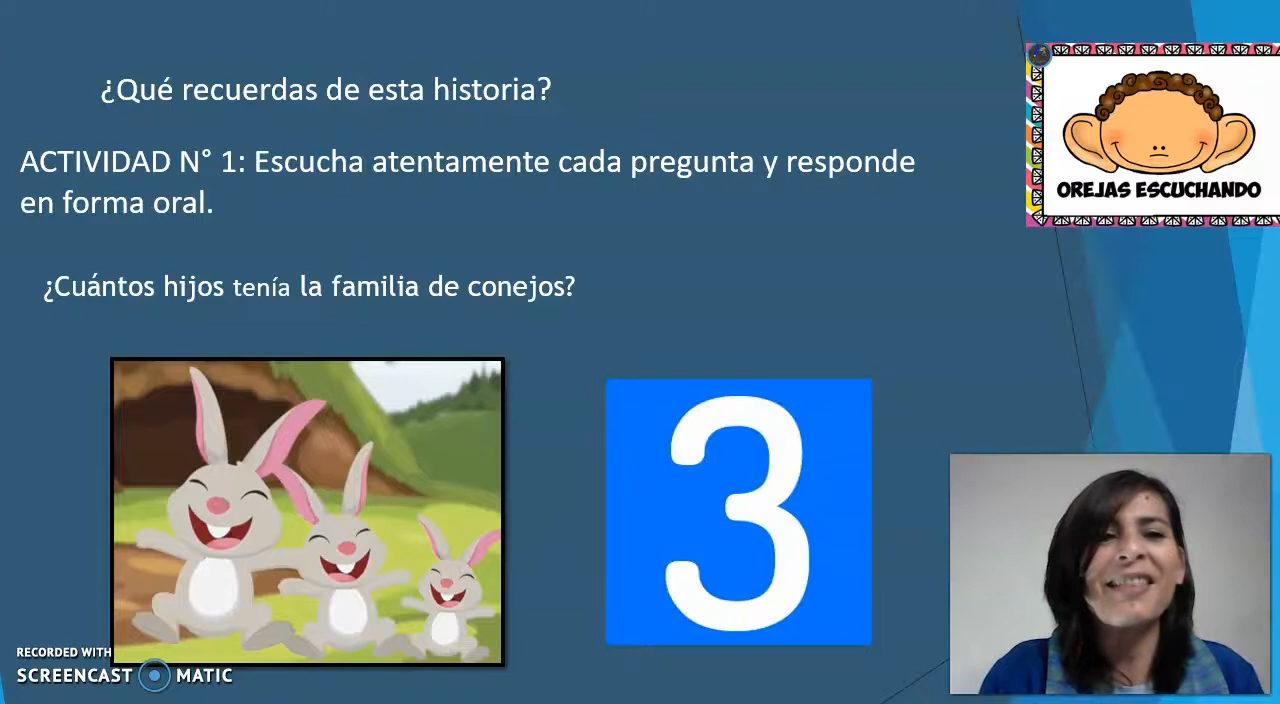 ¿Qué recuerdas de esta historia?
ACTIVIDAD N° 1: Escucha atentamente cada pregunta y responde
en forma oral.
OREJAS ESCUCHANDO
¿Cuántos hijos tenía la familia de conejos?
3
RECORDED WITH
SCREENCAST MATIC